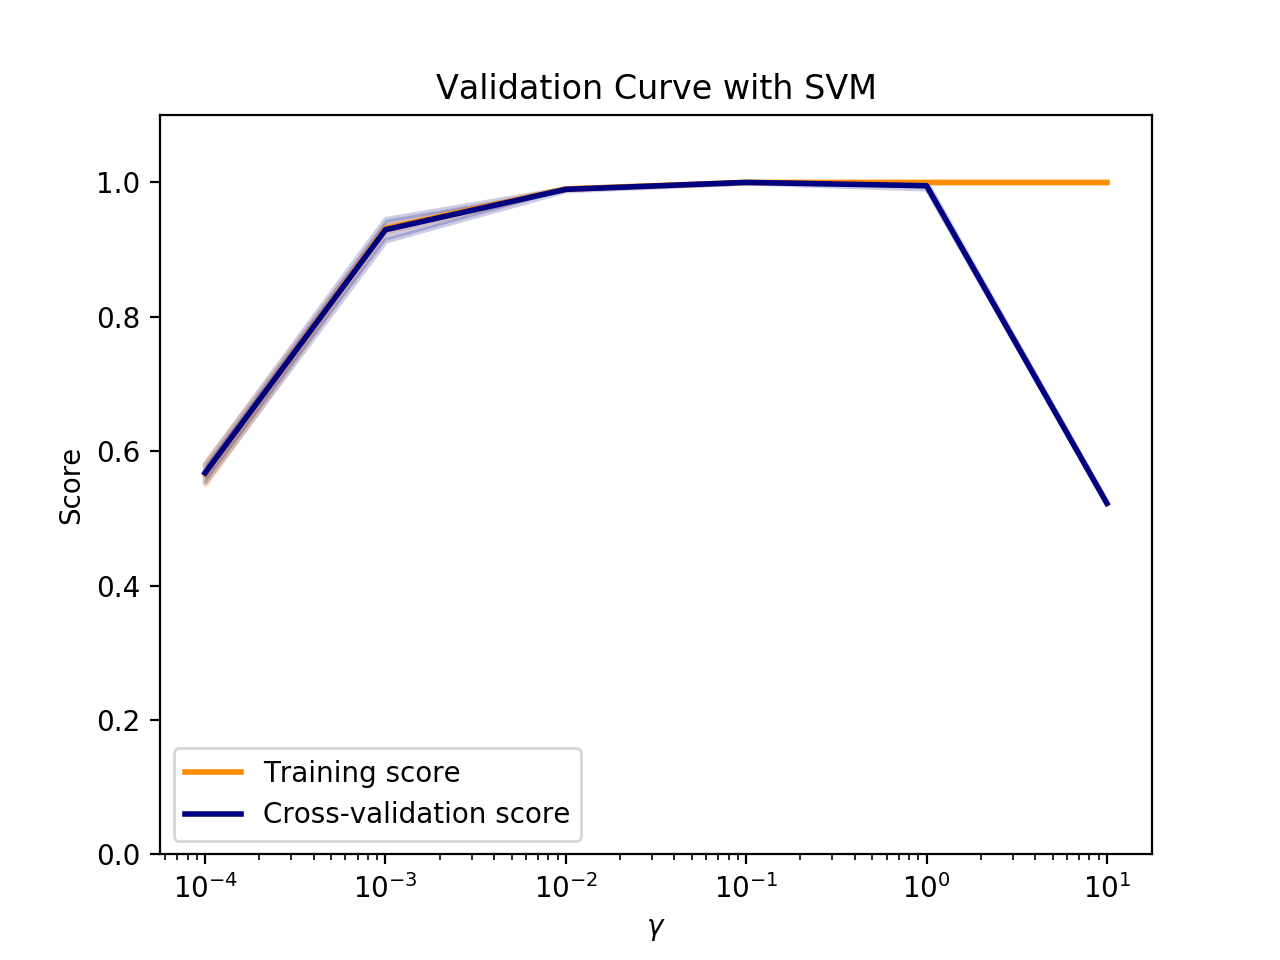 Validation Curve with SVM
1.0
0.8
0.6
0.4
0.2
0.0
Score
Training score
Cross-validation score
10⁻⁴ 10⁻³ 10⁻² 10⁻¹ 10⁰ 10¹
γ